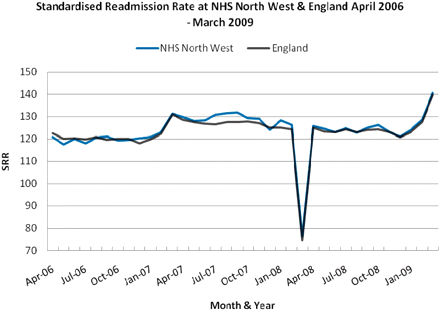 Standardised Readmission Rate at NHS North West & England April 2006
- March 2009
NHS North West England
150
140
130
120
110
100
90
80
70
SRR
Apr-06 Jul-06 Oct-06 Jan-07 Apr-07 Jul-07 Oct-07 Jan-08 Apr-08 Jul-08 Oct-08 Jan-09
Month & Year